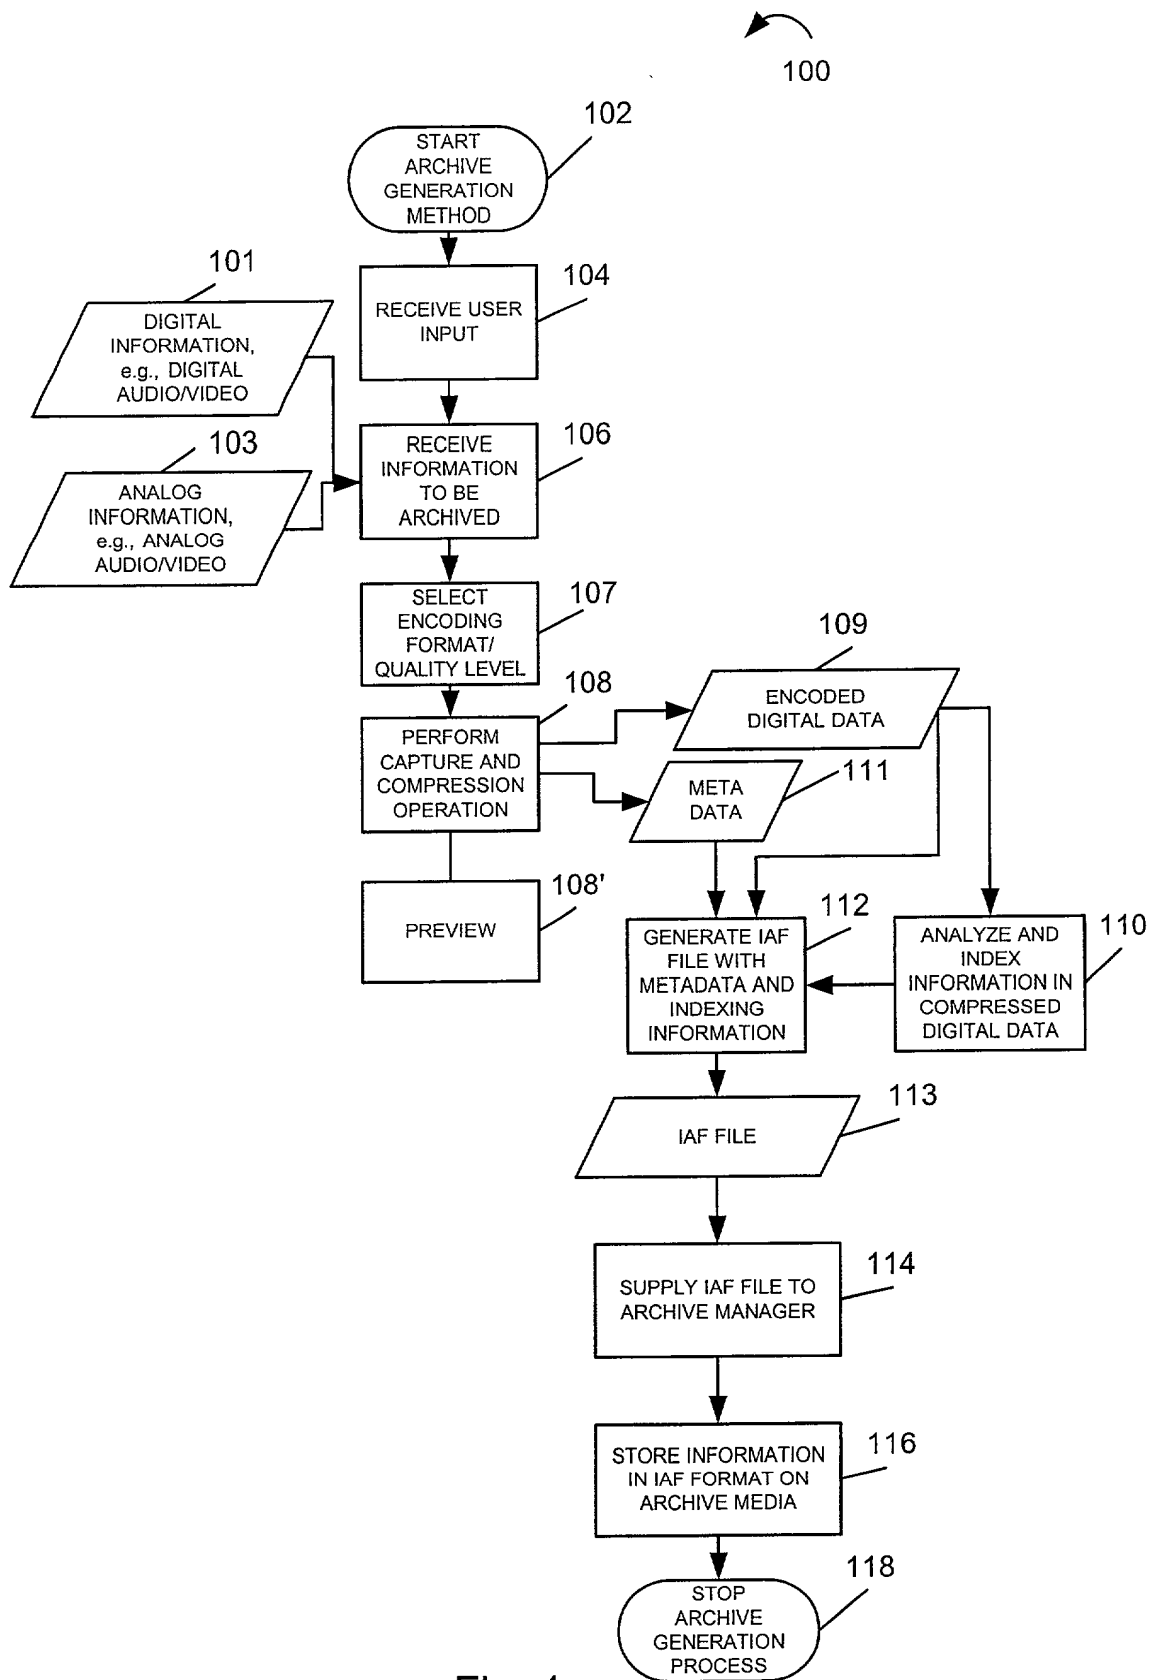 100
102
START
ARCHIVE
GENERATION
METHOD
101
DIGITAL
INFORMATION,
e.g., DIGITAL
AUDIO/VIDEO
104
RECEIVE USER
INPUT
103
ANALOG
INFORMATION,
e.g., ANALOG
AUDIO/VIDEO
106
RECEIVE
INFORMATION
TO BE
ARCHIVED
107
SELECT
ENCODING
FORMAT/
QUALITY LEVEL
108
PERFORM
CAPTURE AND
COMPRESSION
OPERATION
109
ENCODED
DIGITAL DATA
111
META
DATA
108'
PREVIEW
112
GENERATE IAF
FILE WITH
METADATA AND
INDEXING
INFORMATION
110
ANALYZE AND
INDEX
INFORMATION IN
COMPRESSED
DIGITAL DATA
113
IAF FILE
114
SUPPLY IAF FILE TO
ARCHIVE MANAGER
116
STORE INFORMATION
IN IAF FORMAT ON
ARCHIVE MEDIA
118
STOP
ARCHIVE
GENERATION
PROCESS